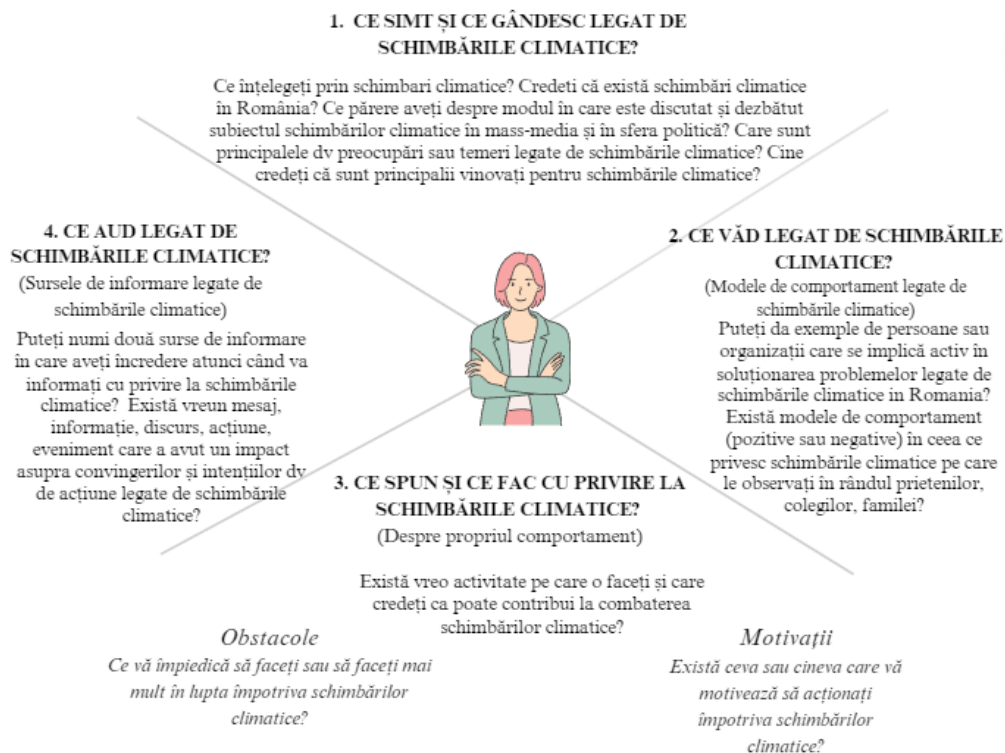 1. CE SIMT ȘI CE GÂNDESC LEGAT DE
SCHIMBĂRILE CLIMATICE?
Ce înțelegeți prin schimbari climatice? Credeti că există schimbări climatice
în România? Ce părere aveți despre modul în care este discutat și dezbătut
subiectul schimbărilor climatice în mass-media și în sfera politică? Care sunt
principalele dv preocupări sau temeri legate de schimbările climatice? Cine
credeți că sunt principalii vinovați pentru schimbările climatice?
2. CE VĂD LEGAT DE SCHIMBĂRILE
CLIMATICE?
(Modele de comportament legate de
schimbările climatice)
Puteți da exemple de persoane sau
organizații care se implică activ în
soluționarea problemelor legate de
schimbările climatice in Romania?
Există modele de comportament
(pozitive sau negative) în ceea ce
privesc schimbările climatice pe care
le observați în rândul prietenilor,
colegilor, familei?
3. CE SPUN ȘI CE FAC CU PRIVIRE LA
SCHIMBĂRILE CLIMATICE?
(Despre propriul comportament)
Există vreo activitate pe care o faceți și care
credeți ca poate contribui la combaterea
schimbărilor climatice?
4. CE AUD LEGAT DE
SCHIMBĂRILE CLIMATICE?
(Sursele de informare legate de
schimbările climatice)
Puteți numi două surse de informare
în care aveți încredere atunci când va
informați cu privire la schimbările
climatice? Există vreun mesaj,
informație, discurs, acțiune,
eveniment care a avut un impact
asupra convingerilor și intențiilor dv
de acțiune legate de schimbările
climatice?
Obstacole
Ce vă împiedică să faceți sau să faceți mai
mult în lupta împotriva schimbărilor
climatice?
Motivații
Există ceva sau cineva care vă
motivează să acționați
împotriva schimbărilor
climatice?